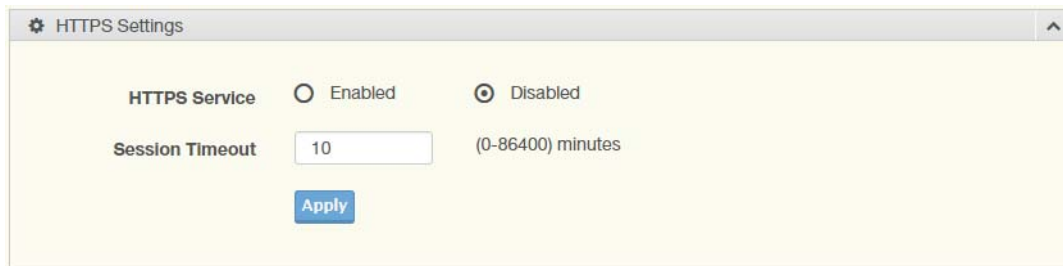 HTTPS Settings
HTTPS Service Enabled Disabled
Session Timeout 10 (0-86400) minutes
Apply